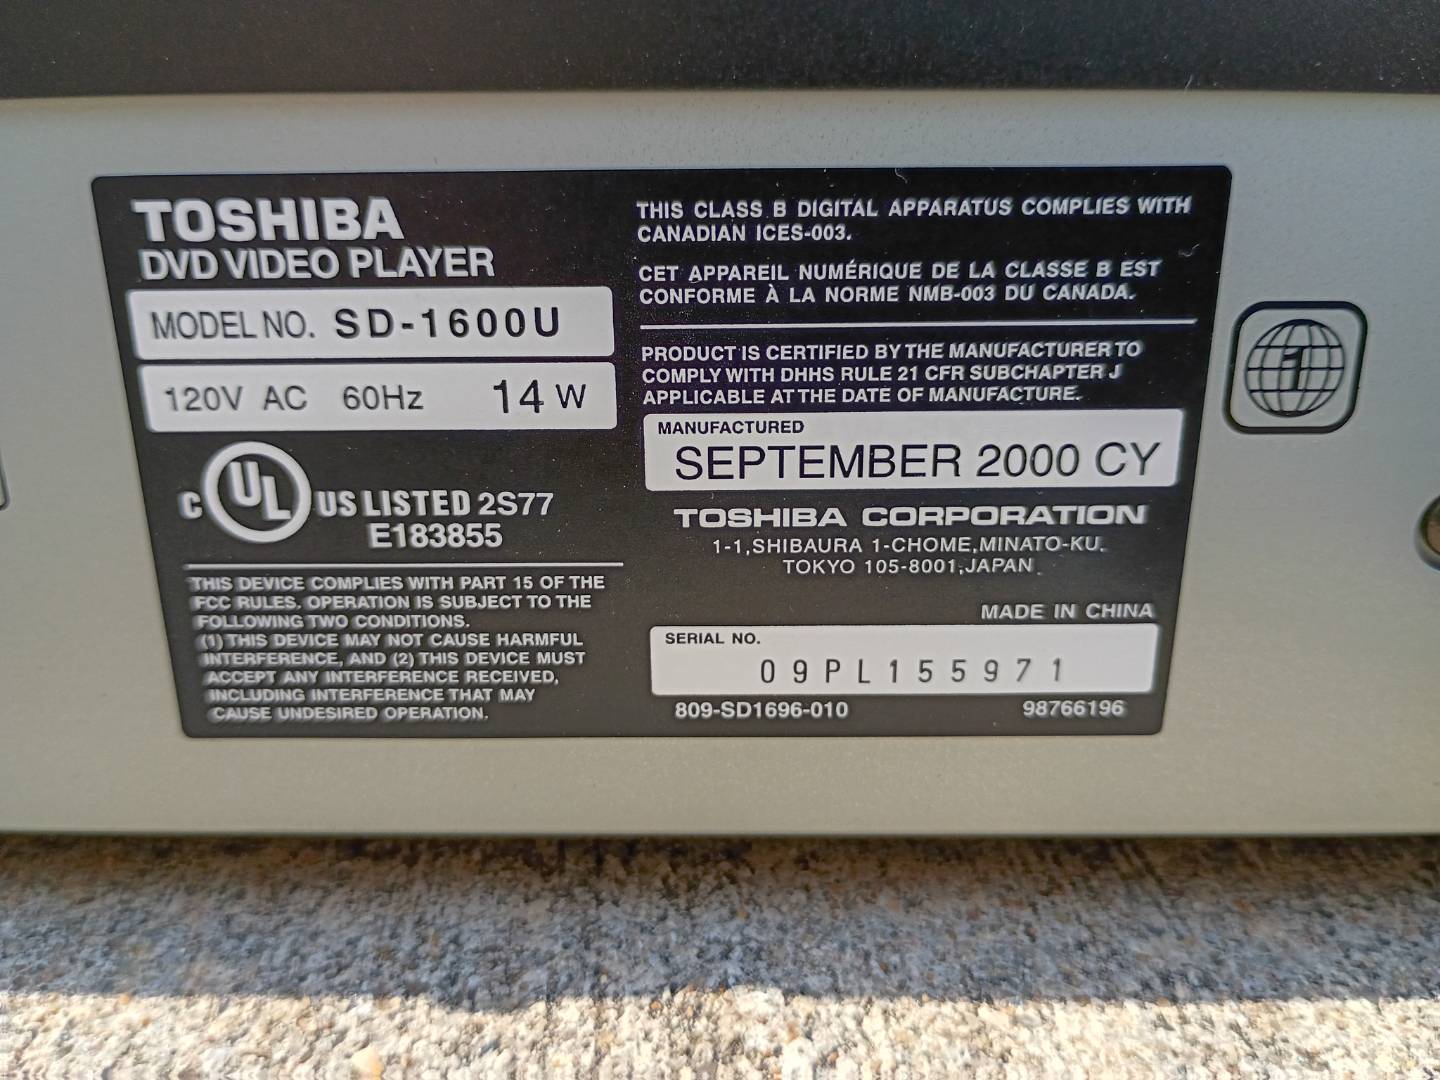 TOSHIBA
DVD VIDEO PLAYER
MODEL NO. SD-1600U
120V AC 60Hz 14 W
C UL US LISTED 2S77
E183855
THIS DEVICE COMPLIES WITH PART 15 OF THE
FCC RULES. OPERATION IS SUBJECT TO THE
FOLLOWING TWO CONDITIONS.
(1) THIS DEVICE MAY NOT CAUSE HARMFUL
INTERFERENCE, AND (2) THIS DEVICE MUST
ACCEPT ANY INTERFERENCE RECEIVED,
INCLUDING INTERFERENCE THAT MAY
CAUSE UNDESIRED OPERATION.
THIS CLASS B DIGITAL APPARATUS COMPLIES WITH
CANADIAN ICES-003.
CET APPAREIL NUMÉRIQUE DE LA CLASSE B EST
CONFORME À LA NORME NMB-003 DU CANADA.
PRODUCT IS CERTIFIED BY THE MANUFACTURER TO
COMPLY WITH DHHS RULE 21 CFR SUBCHAPTER J
APPLICABLE AT THE DATE OF MANUFACTURE.
MANUFACTURED
SEPTEMBER 2000 CY
TOSHIBA CORPORATION
1-1,SHIBAURA 1-CHOME,MINATO-KU,
TOKYO 105-8001,JAPAN
MADE IN CHINA
SERIAL NO.
09PL155971
809-SD1696-010 98766196
1